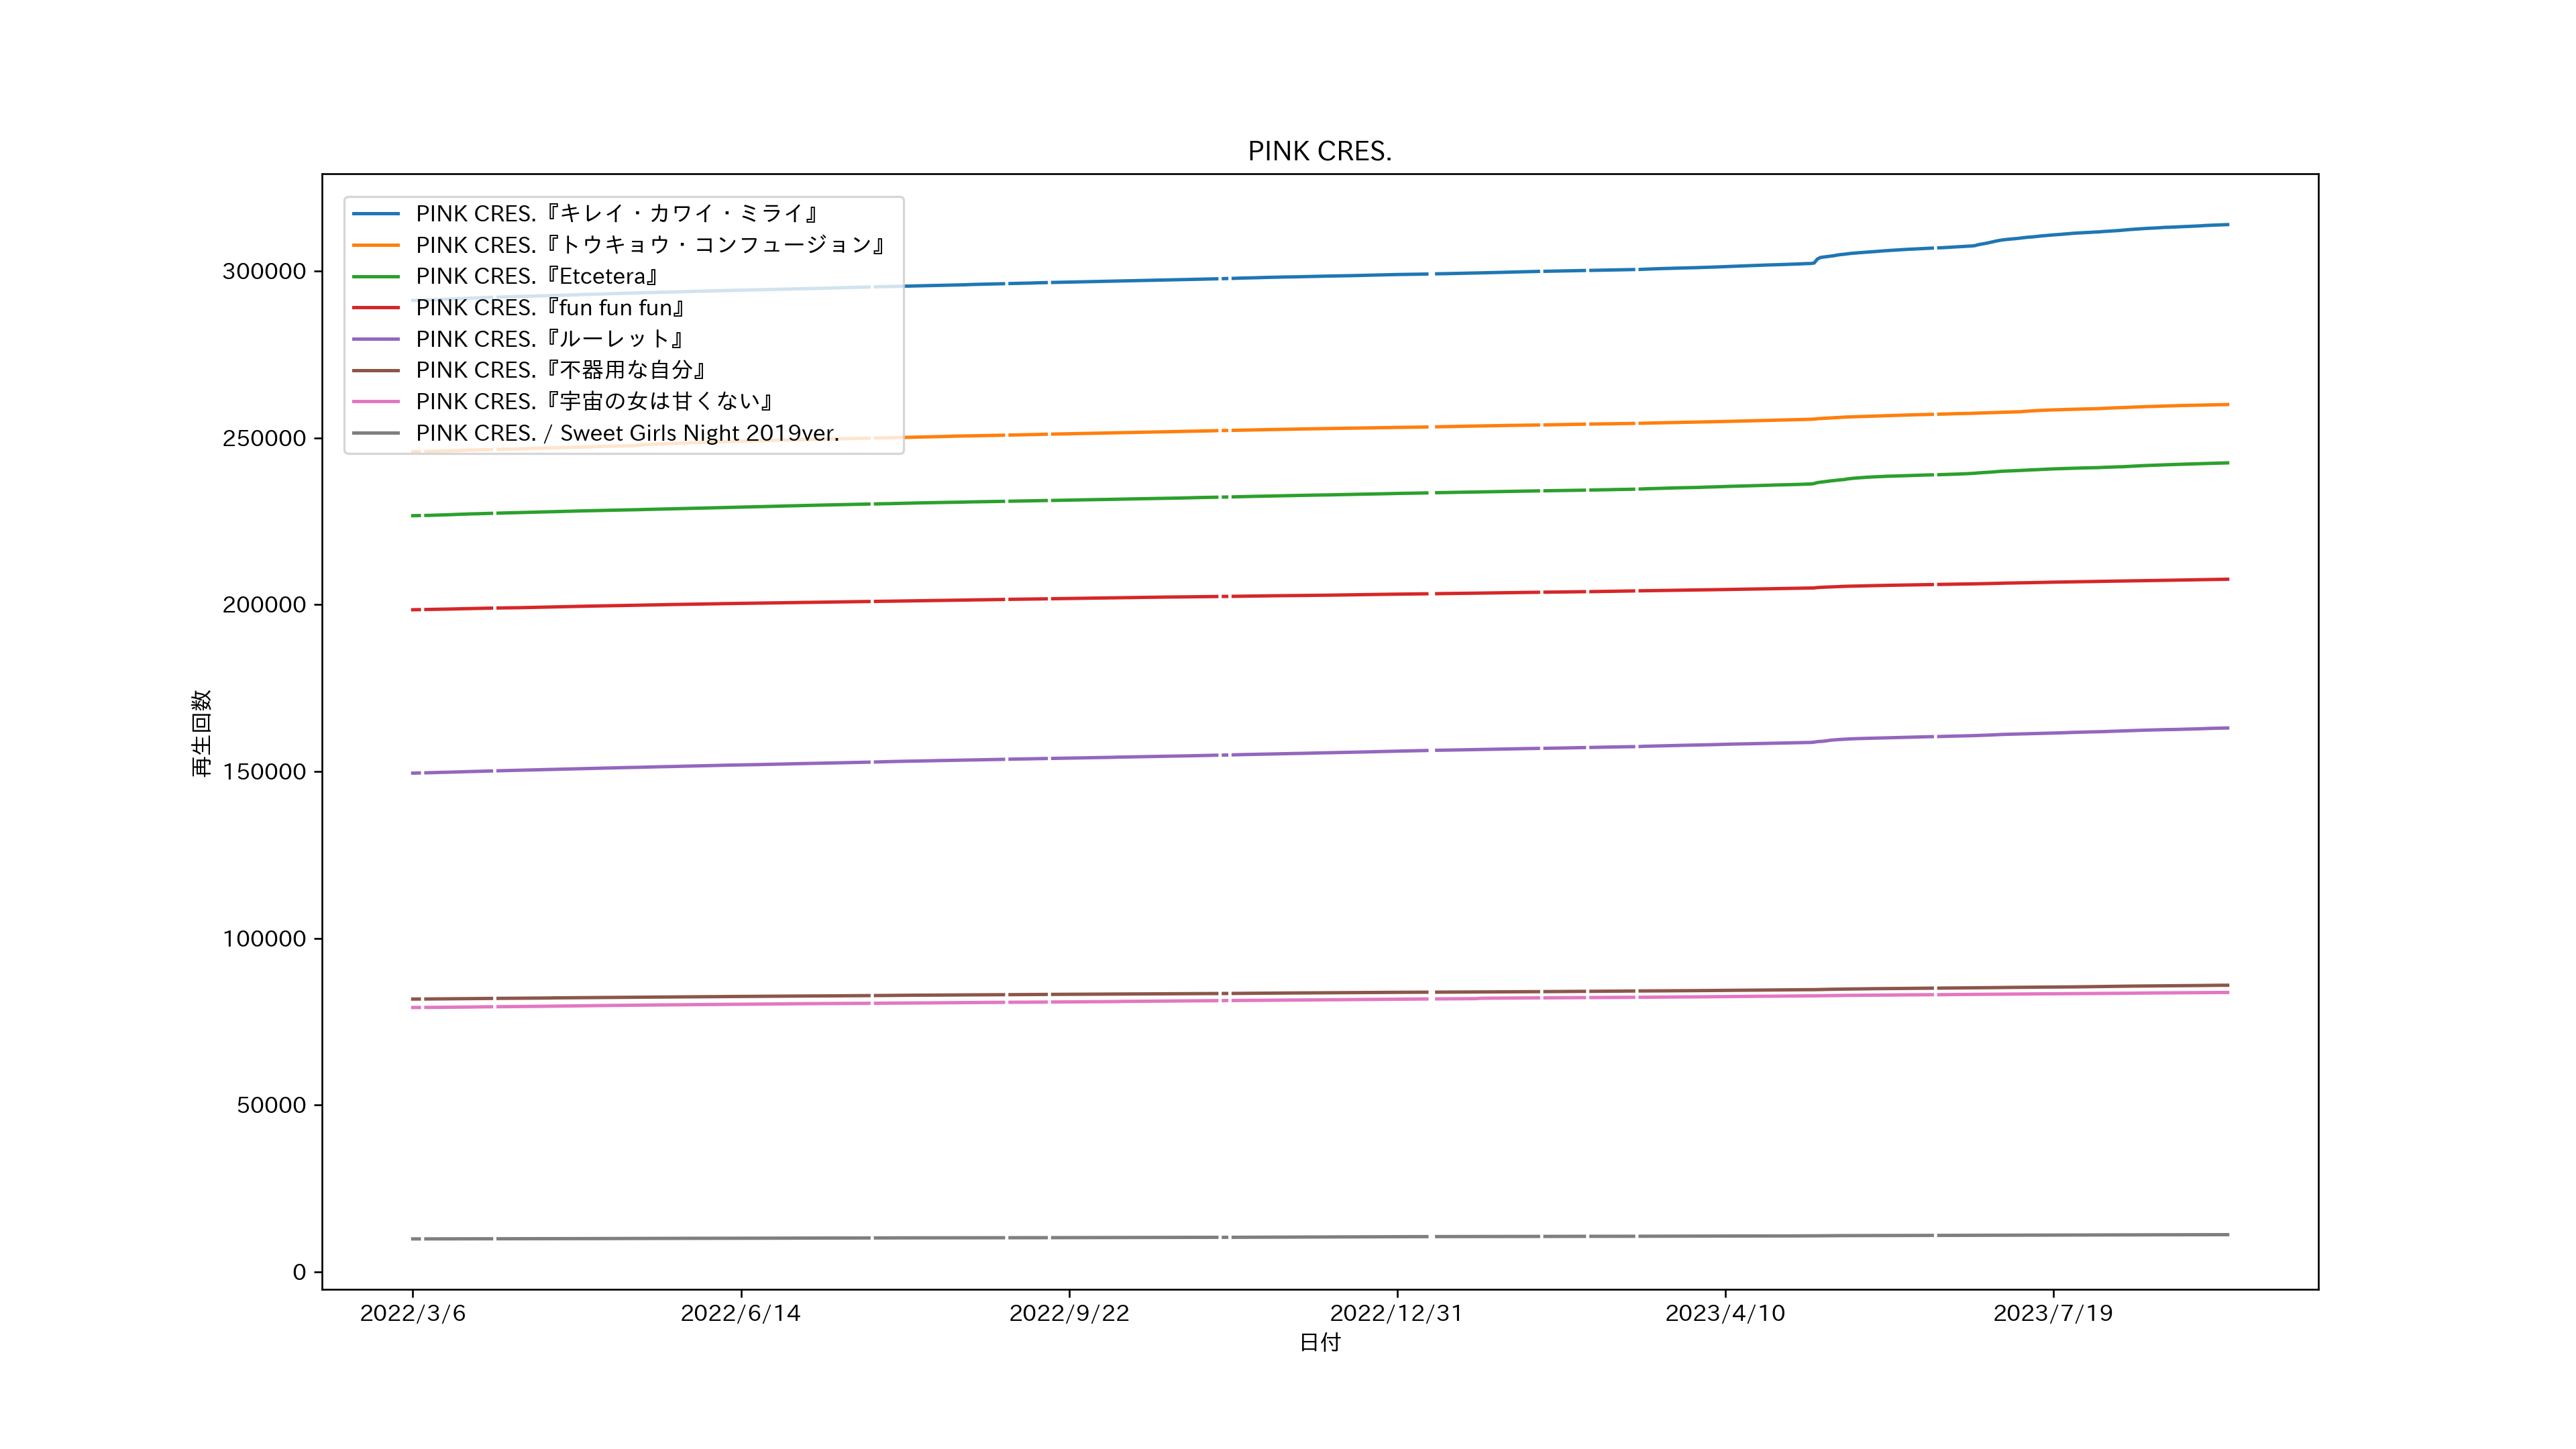 PINK CRES.
PINK CRES.『キレイ・カワイ・ミライ』
PINK CRES.『トウキョウ・コンフュージョン』
PINK CRES.『Etcetera』
PINK CRES.『fun fun fun』
PINK CRES.『ルーレット』
PINK CRES.『不器用な自分』
PINK CRES.『宇宙の女は甘くない』
PINK CRES. / Sweet Girls Night 2019ver.
300000
250000
200000
150000
100000
50000
0
再生回数
2022/3/6
2022/6/14
2022/9/22
2022/12/31
2023/4/10
2023/7/19
日付